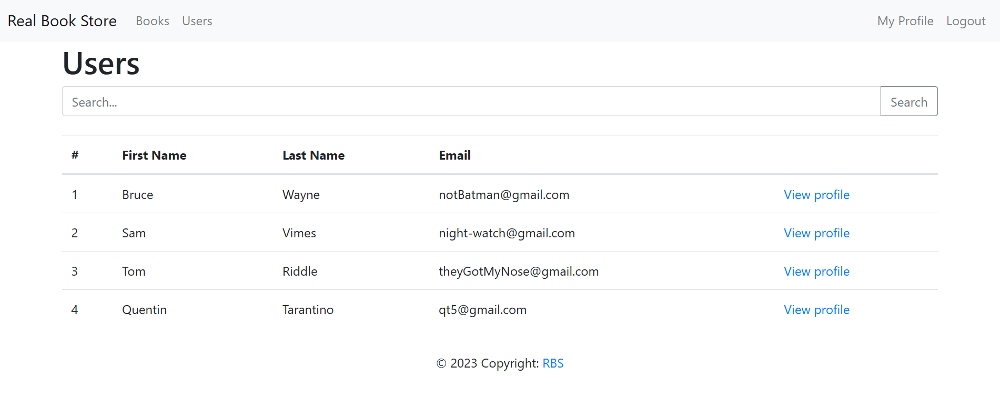 Real Book Store Books Users My Profile Logout
Users
Search... Search
# First Name Last Name Email
1 Bruce Wayne notBatman@gmail.com View profile
2 Sam Vimes night-watch@gmail.com View profile
3 Tom Riddle theyGotMyNose@gmail.com View profile
4 Quentin Tarantino qt5@gmail.com View profile
© 2023 Copyright: RBS